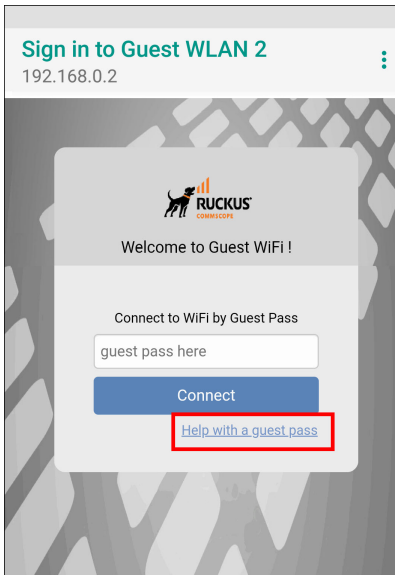 Sign in to Guest WLAN 2
192.168.0.2
RUCKUS
COMMSCOPE
Welcome to Guest WiFi !
Connect to WiFi by Guest Pass
guest pass here
Connect
Help with a guest pass